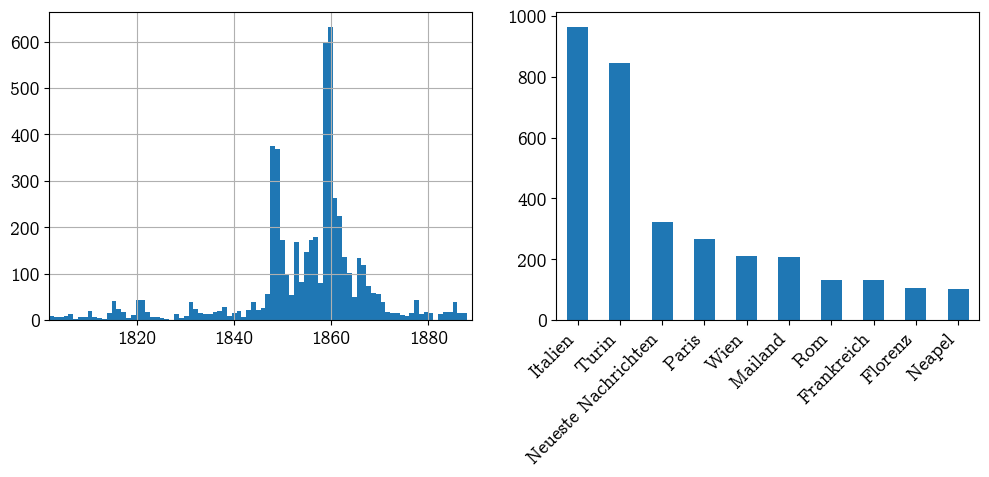 600
500
400
300
200
100
0
1820
1840
1860
1880
1000
800
600
400
200
0
Italien
Turin
Neueste Nachrichten
Paris
Wien
Mailand
Rom
Frankreich
Florenz
Neapel